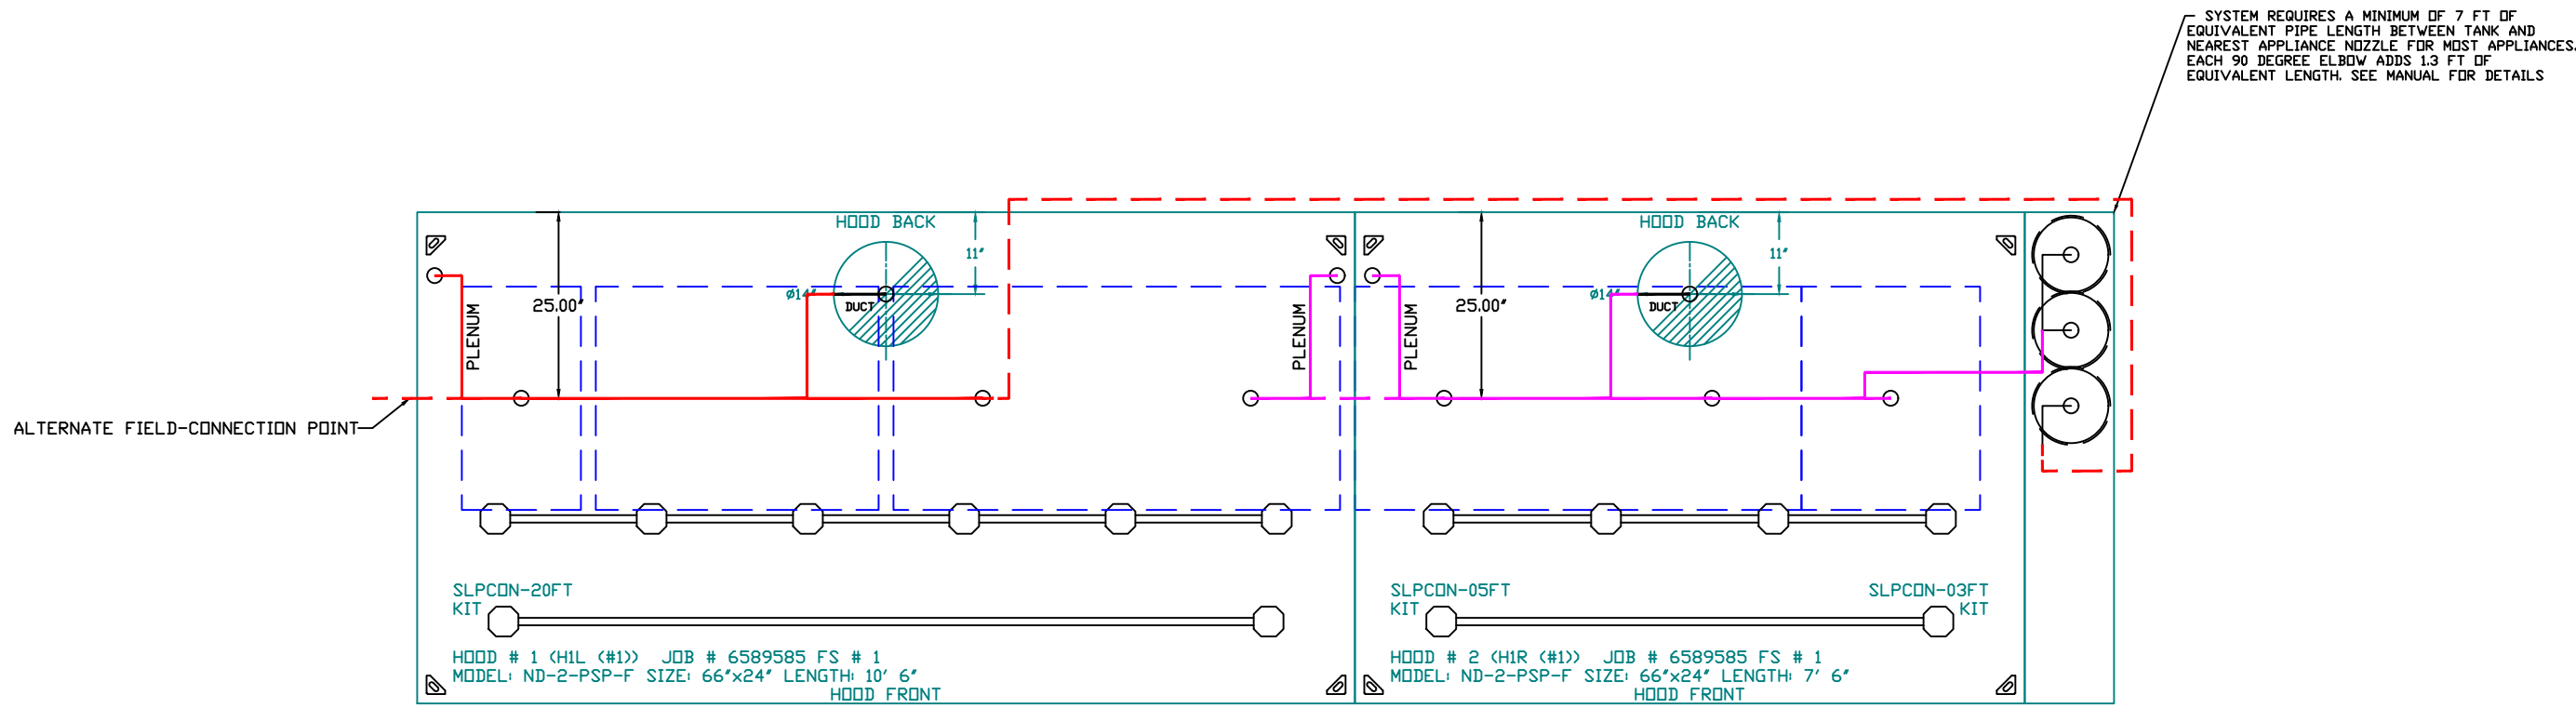 SYSTEM REQUIRES A MINIMUM OF 7 FT OF
EQUIVALENT PIPE LENGTH BETWEEN TANK AND
NEAREST APPLIANCE NOZZLE FOR MOST APPLIANCES.
EACH 90 DEGREE ELBOW ADDS 1.3 FT OF
EQUIVALENT LENGTH. SEE MANUAL FOR DETAILS
HOOD BACK
11"
Ø14"
DUCT
25.00"
PLENUM
PLENUM
ALTERNATE FIELD-CONNECTION POINT
SLPCON-20FT
KIT
HOOD # 1 (H1L (#1)) JOB # 6589585 FS # 1
MODEL: ND-2-PSP-F SIZE: 66"x24" LENGTH: 10' 6"
HOOD FRONT
HOOD BACK
11"
Ø14"
DUCT
25.00"
PLENUM
SLPCON-05FT
KIT
SLPCON-03FT
KIT
HOOD # 2 (H1R (#1)) JOB # 6589585 FS # 1
MODEL: ND-2-PSP-F SIZE: 66"x24" LENGTH: 7' 6"
HOOD FRONT